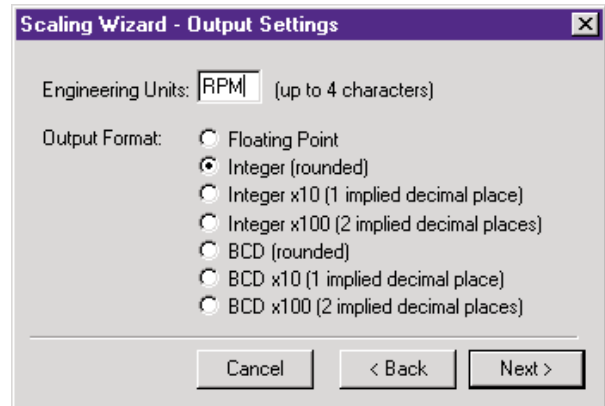 Scaling Wizard - Output Settings
Engineering Units: RPM (up to 4 characters)
Output Format: Floating Point
Integer (rounded)
Integer x10 (1 implied decimal place)
Integer x100 (2 implied decimal places)
BCD (rounded)
BCD x10 (1 implied decimal place)
BCD x100 (2 implied decimal places)
Cancel < Back Next >